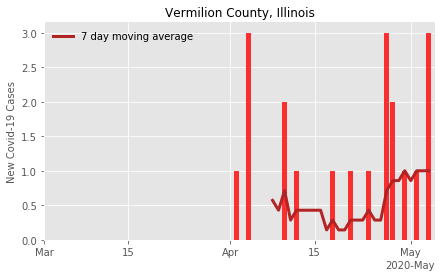 Vermilion County, Illinois
7 day moving average
New Covid-19 Cases
3.0
2.5
2.0
1.5
1.0
0.5
0.0
Mar
15
Apr
15
May
2020-May